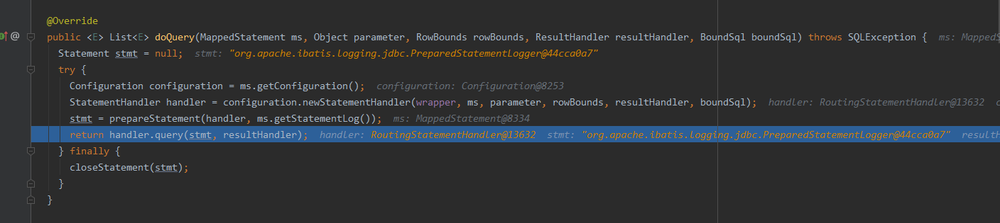 @Override
@ public <E> List<E> doQuery(MappedStatement ms, Object parameter, RowBounds rowBounds, ResultHandler resultHandler, BoundSql boundSql) throws SQLException {  ms: MappedS
Statement stmt = null;  stmt: "org.apache.ibatis.logging.jdbc.PreparedStatementLogger@44cca0a7"
try {
Configuration configuration = ms.getConfiguration();  configuration: Configuration@8253
StatementHandler handler = configuration.newStatementHandler(wrapper, ms, parameter, rowBounds, resultHandler, boundSql);  handler: RoutingStatementHandler@13632  c
stmt = prepareStatement(handler, ms.getStatementLog());  ms: MappedStatement@8334
return handler.query(stmt, resultHandler);  handler: RoutingStatementHandler@13632  stmt: "org.apache.ibatis.logging.jdbc.PreparedStatementLogger@44cca0a7"  resultH
} finally {
closeStatement(stmt);
}
}